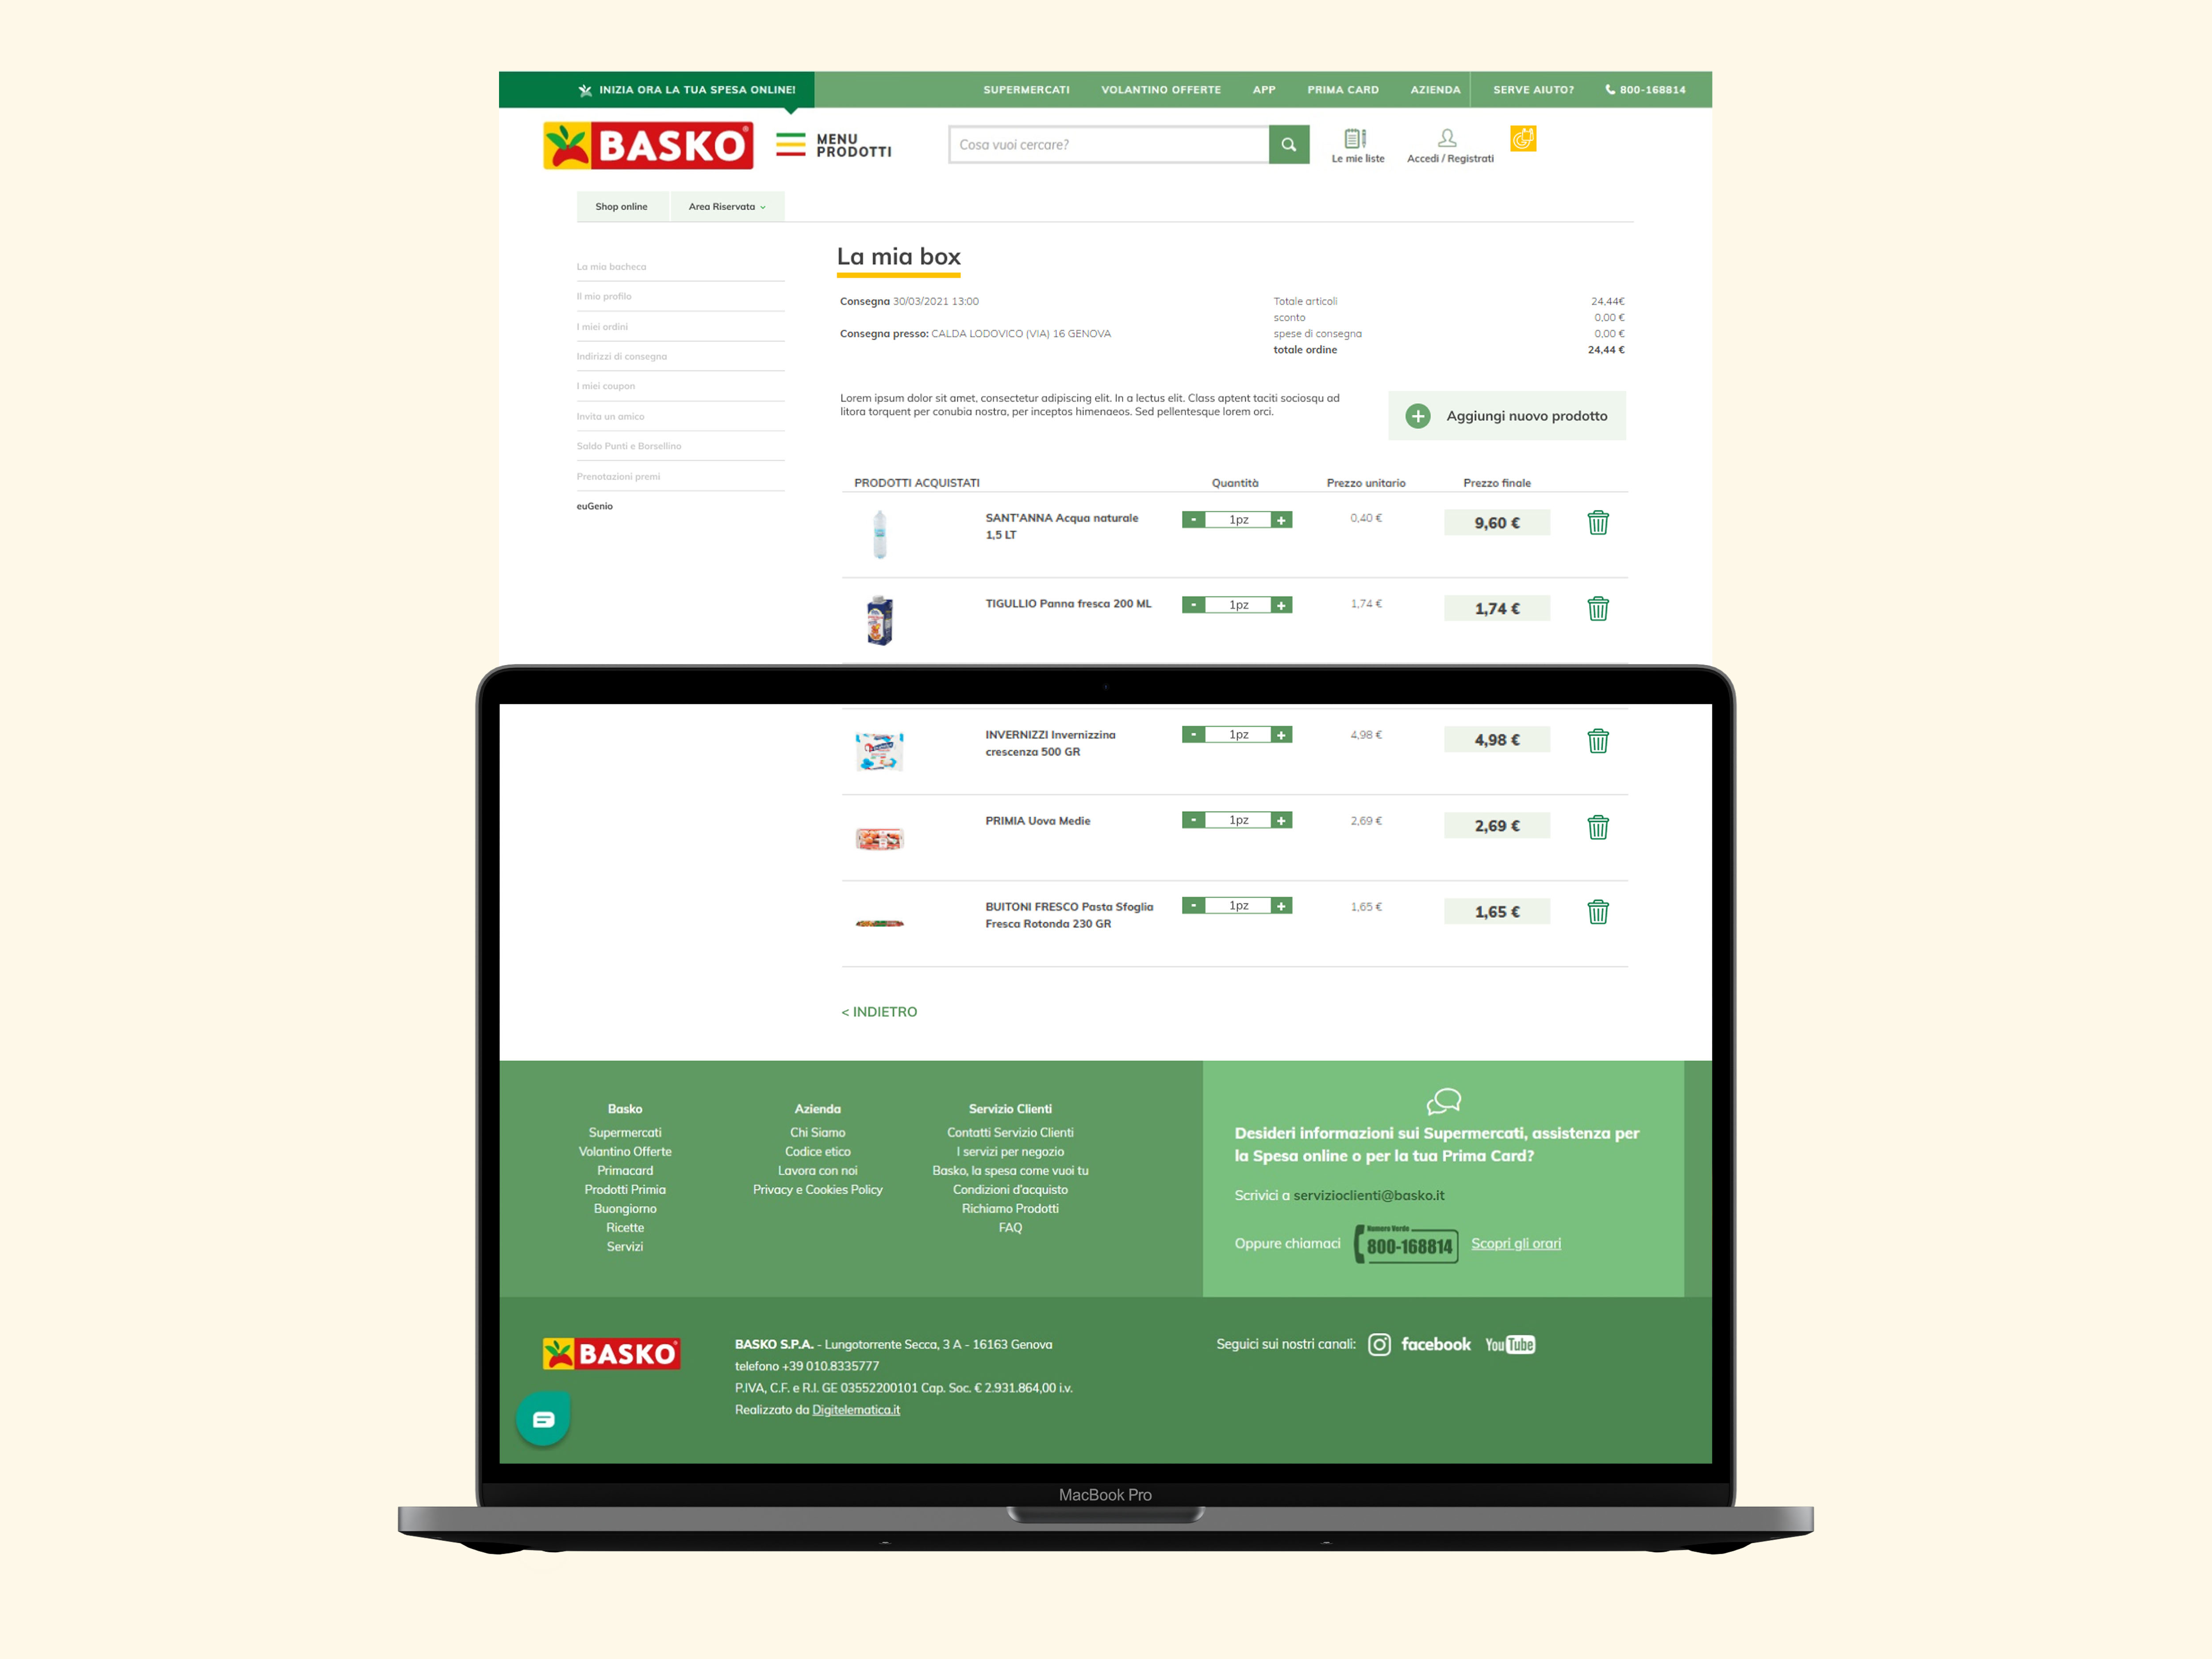 INIZIA ORA LA TUA SPESA ONLINE!
SUPERMERCATI
VOLANTINO OFFERTE
APP
PRIMA CARD
AZIENDA
SERVE AIUTO?
800-168814
BASKO
MENU
PRODOTTI
Cosa vuoi cercare?
Le mie liste
Accedi / Registrati
Shop online
Area Riservata
La mia bacheca
Il mio profilo
I miei ordini
Indirizzi di consegna
I miei coupon
Invita un amico
Saldo Punti e Borsellino
Prenotazioni premi
euGenio
La mia box
Consegna 30/03/2021 13:00
Consegna presso: CALDA LODOVICO (VIA) 16 GENOVA
Totale articoli 24,44€
sconto 0,00 €
spese di consegna 0,00 €
totale ordine 24,44 €
Lorem ipsum dolor sit amet, consectetur adipiscing elit. In a lectus elit. Class aptent taciti sociosqu ad
litora torquent per conubia nostra, per inceptos himenaeos. Sed pellentesque lorem orci.
+ Aggiungi nuovo prodotto
PRODOTTI ACQUISTATI Quantità Prezzo unitario Prezzo finale
SANT'ANNA Acqua naturale
1,5 LT
- 1pz + 0,40 € 9,60 €
TIGULLIO Panna fresca 200 ML - 1pz + 1,74 € 1,74 €
INVERNIZZI Invernizzina
crescenza 500 GR
- 1pz + 4,98 € 4,98 €
PRIMIA Uova Medie - 1pz + 2,69 € 2,69 €
BUITONI FRESCO Pasta Sfoglia
Fresca Rotonda 230 GR
- 1pz + 1,65 € 1,65 €
< INDIETRO
Basko
Supermercati
Volantino Offerte
Primacard
Prodotti Primia
Buongiorno
Ricette
Servizi
Azienda
Chi Siamo
Codice etico
Lavora con noi
Privacy e Cookies Policy
Servizio Clienti
Contatti Servizio Clienti
I servizi per negozio
Basko, la spesa come vuoi tu
Condizioni d'acquisto
Richiamo Prodotti
FAQ
Desideri informazioni sui Supermercati, assistenza per
la Spesa online o per la tua Prima Card?
Scrivici a servizioclienti@basko.it
Oppure chiamaci
Numero Verde
800-168814
Scopri gli orari
BASKO
BASKO S.P.A. - Lungotorrente Secca, 3 A - 16163 Genova
telefono +39 010.8335777
P.IVA, C.F. e R.I. GE 03552200101 Cap. Soc. € 2.931.864,00 i.v.
Realizzato da Digitelematica.it
Seguici sui nostri canali:
facebook
YouTube
MacBook Pro